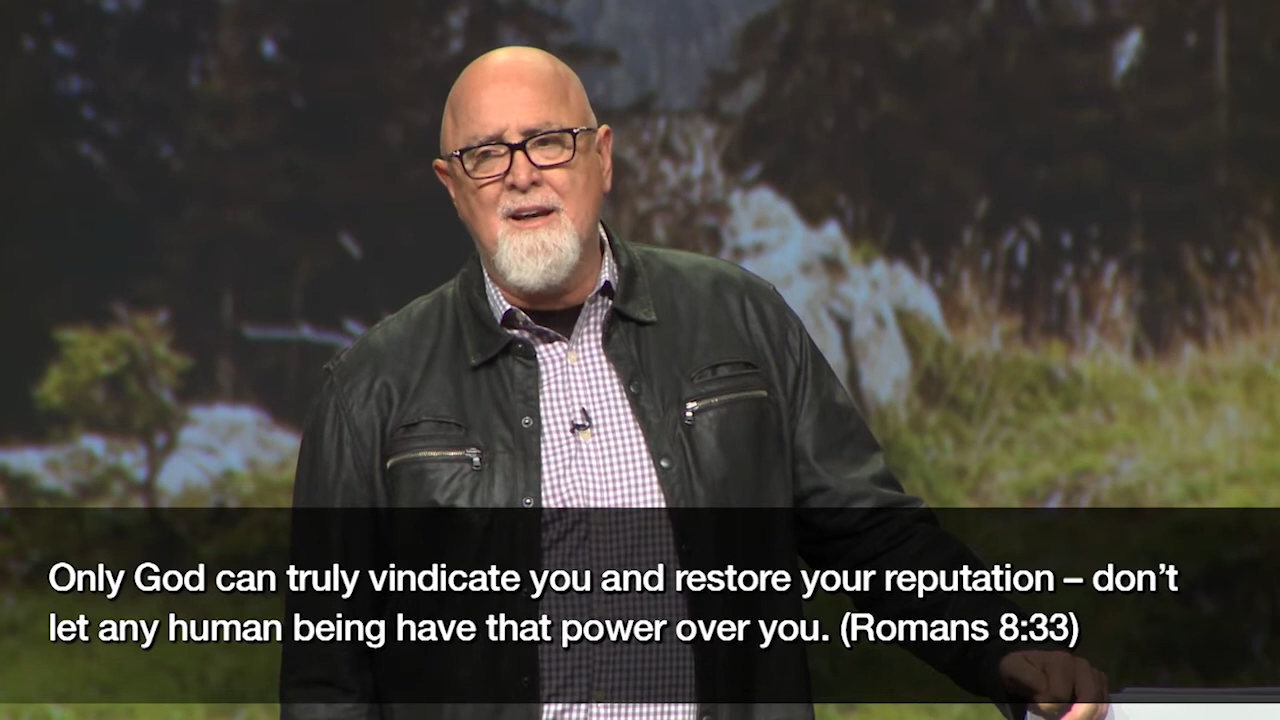 Only God can truly vindicate you and restore your reputation – don’t
let any human being have that power over you. (Romans 8:33)